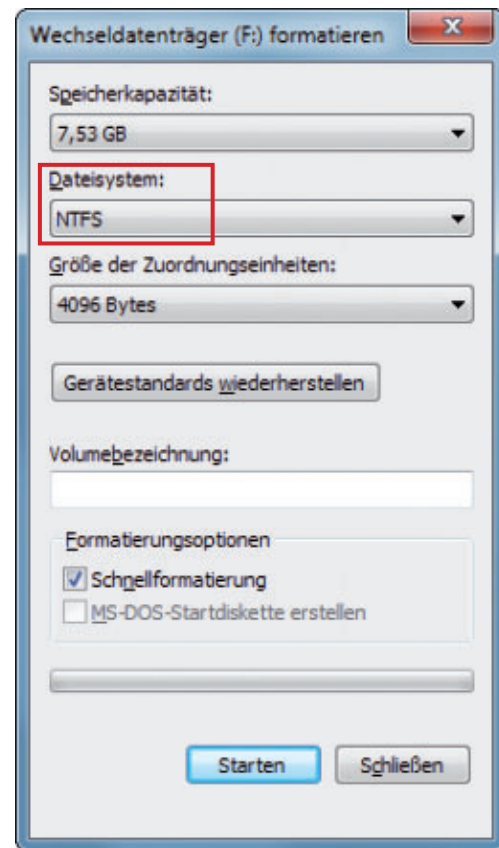 Wechseldatenträger (F:) formatieren
Speicherkapazität:
7,53 GB
Dateisystem:
NTFS
Größe der Zuordnungseinheiten:
4096 Bytes
Gerätestandards wiederherstellen
Volumebezeichnung:
Formatierungsoptionen
Schnellformatierung
MS-DOS-Startdiskette erstellen
Starten
Schließen